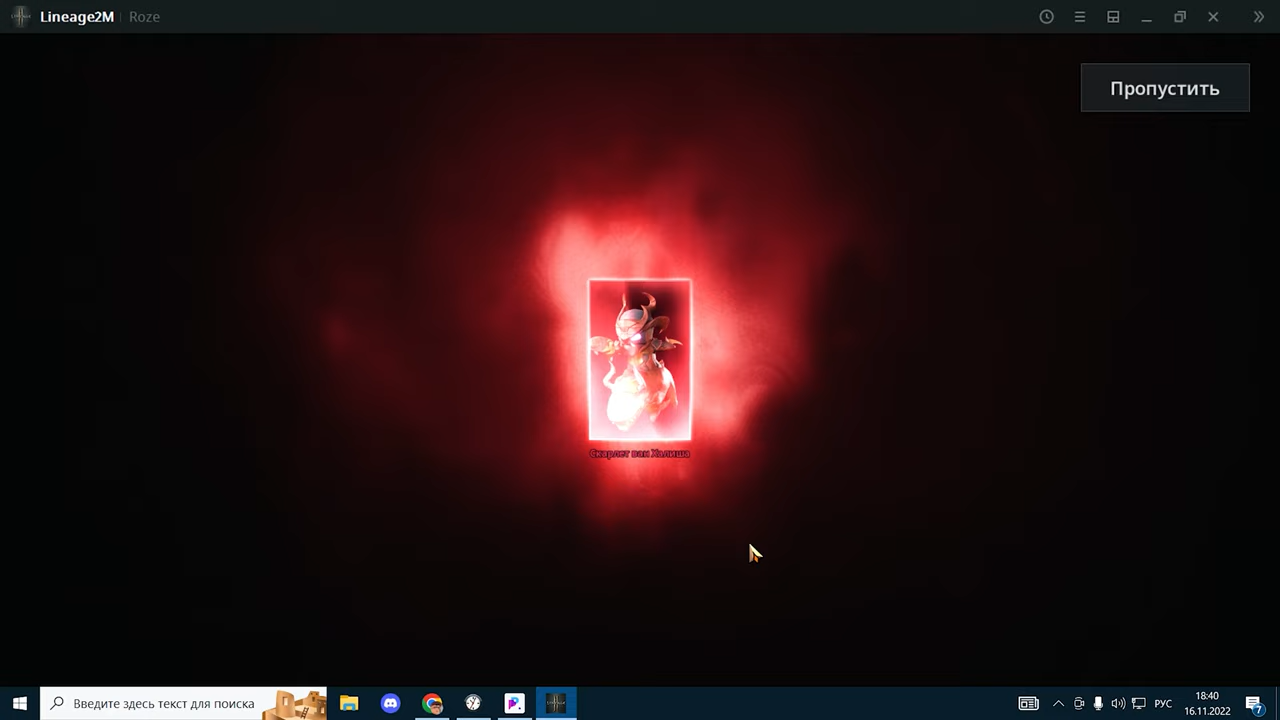 Lineage2M Roze
Пропустить
Скарлет ван Халиша
Введите здесь текст для поиска
РУС
18:40
16.11.2022
7